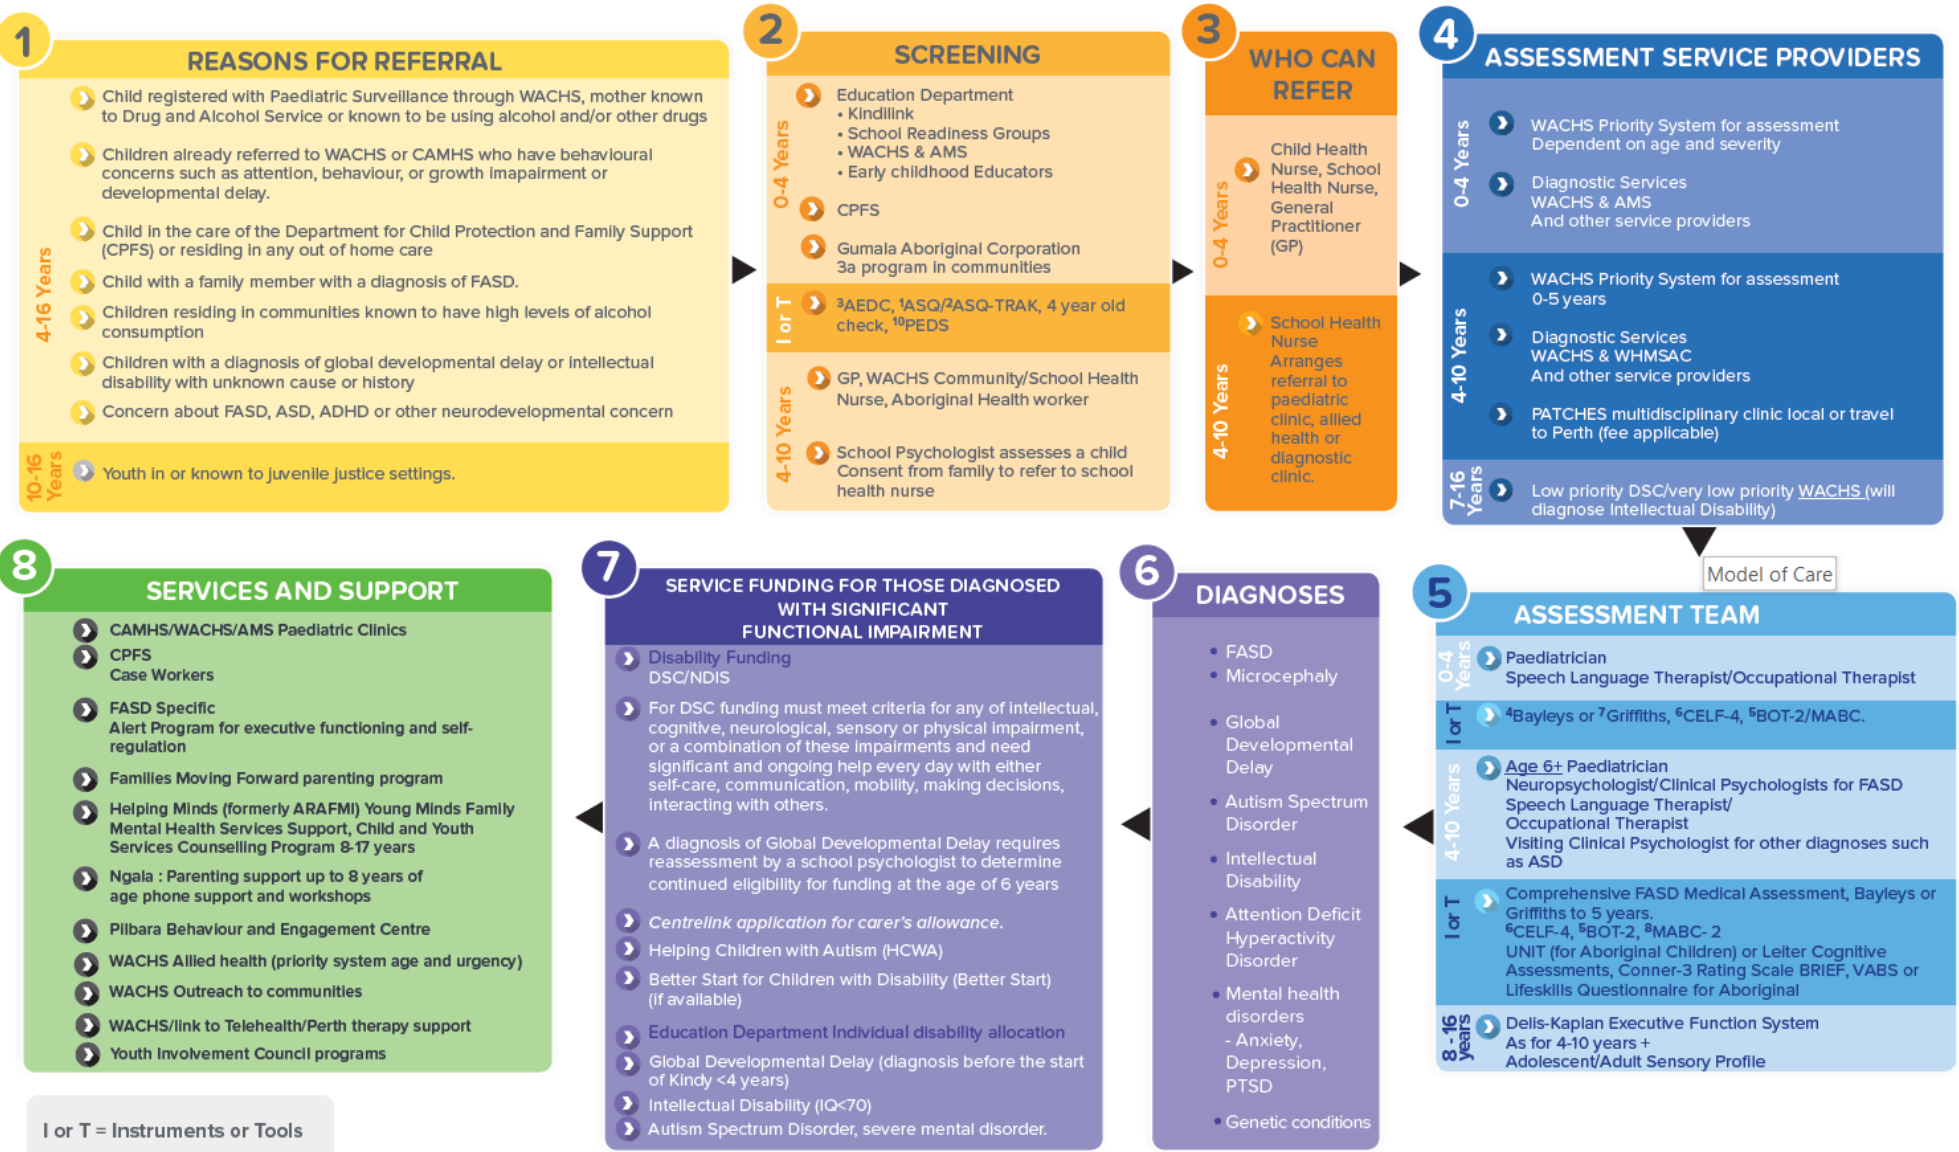 1
REASONS FOR REFERRAL
4-16 Years
Child registered with Paediatric Surveillance through WACHS, mother known
to Drug and Alcohol Service or known to be using alcohol and/or other drugs
Children already referred to WACHS or CAMHS who have behavioural
concerns such as attention, behaviour, or growth imapairment or
developmental delay.
Child in the care of the Department for Child Protection and Family Support
(CPFS) or residing in any out of home care
Child with a family member with a diagnosis of FASD.
Children residing in communities known to have high levels of alcohol
consumption
Children with a diagnosis of global developmental delay or intellectual
disability with unknown cause or history
Concern about FASD, ASD, ADHD or other neurodevelopmental concern
10-16
Years
Youth in or known to juvenile justice settings.
2
SCREENING
0-4 Years
Education Department
• Kindilink
• School Readiness Groups
• WACHS & AMS
• Early childhood Educators
CPFS
Gumala Aboriginal Corporation
3a program in communities
I or T
³AEDC, ¹ASQ/²ASQ-TRAK, 4 year old
check, ¹⁰PEDS
4-10 Years
GP, WACHS Community/School Health
Nurse, Aboriginal Health worker
School Psychologist assesses a child
Consent from family to refer to school
health nurse
3
WHO CAN
REFER
0-4 Years
Child Health
Nurse, School
Health Nurse,
General
Practitioner
(GP)
4-10 Years
School Health
Nurse
Arranges
referral to
paediatric
clinic, allied
health or
diagnostic
clinic.
4
ASSESSMENT SERVICE PROVIDERS
0-4 Years
WACHS Priority System for assessment
Dependent on age and severity
Diagnostic Services
WACHS & AMS
And other service providers
4-10 Years
WACHS Priority System for assessment
0-5 years
Diagnostic Services
WACHS & WHMSAC
And other service providers
PATCHES multidisciplinary clinic local or travel
to Perth (fee applicable)
7-16
Years
Low priority DSC/very low priority WACHS (will
diagnose Intellectual Disability)
Model of Care
5
ASSESSMENT TEAM
0-4
Years
Paediatrician
Speech Language Therapist/Occupational Therapist
I or T
⁴Bayleys or ⁷Griffiths, ⁶CELF-4, ⁵BOT-2/MABC.
4-10 Years
Age 6+ Paediatrician
Neuropsychologist/Clinical Psychologists for FASD
Speech Language Therapist/
Occupational Therapist
Visiting Clinical Psychologist for other diagnoses such
as ASD
I or T
Comprehensive FASD Medical Assessment, Bayleys or
Griffiths to 5 years.
⁶CELF-4, ⁵BOT-2, ⁸MABC- 2
UNIT (for Aboriginal Children) or Leiter Cognitive
Assessments, Conner-3 Rating Scale BRIEF, VABS or
Lifeskills Questionnaire for Aboriginal
8 - 16
years
Delis-Kaplan Executive Function System
As for 4-10 years +
Adolescent/Adult Sensory Profile
6
DIAGNOSES
• FASD
• Microcephaly
• Global
Developmental
Delay
• Autism Spectrum
Disorder
• Intellectual
Disability
• Attention Deficit
Hyperactivity
Disorder
• Mental health
disorders
- Anxiety,
Depression,
PTSD
• Genetic conditions
7
SERVICE FUNDING FOR THOSE DIAGNOSED
WITH SIGNIFICANT
FUNCTIONAL IMPAIRMENT
Disability Funding
DSC/NDIS
For DSC funding must meet criteria for any of intellectual,
cognitive, neurological, sensory or physical impairment,
or a combination of these impairments and need
significant and ongoing help every day with either
self-care, communication, mobility, making decisions,
interacting with others.
A diagnosis of Global Developmental Delay requires
reassessment by a school psychologist to determine
continued eligibility for funding at the age of 6 years
Centrelink application for carer's allowance.
Helping Children with Autism (HCWA)
Better Start for Children with Disability (Better Start)
(if available)
Education Department Individual disability allocation
Global Developmental Delay (diagnosis before the start
of Kindy <4 years)
Intellectual Disability (IQ<70)
Autism Spectrum Disorder, severe mental disorder.
8
SERVICES AND SUPPORT
CAMHS/WACHS/AMS Paediatric Clinics
CPFS
Case Workers
FASD Specific
Alert Program for executive functioning and self-
regulation
Families Moving Forward parenting program
Helping Minds (formerly ARAFMI) Young Minds Family
Mental Health Services Support, Child and Youth
Services Counselling Program 8-17 years
Ngala : Parenting support up to 8 years of
age phone support and workshops
Pilbara Behaviour and Engagement Centre
WACHS Allied health (priority system age and urgency)
WACHS Outreach to communities
WACHS/link to Telehealth/Perth therapy support
Youth Involvement Council programs
I or T = Instruments or Tools